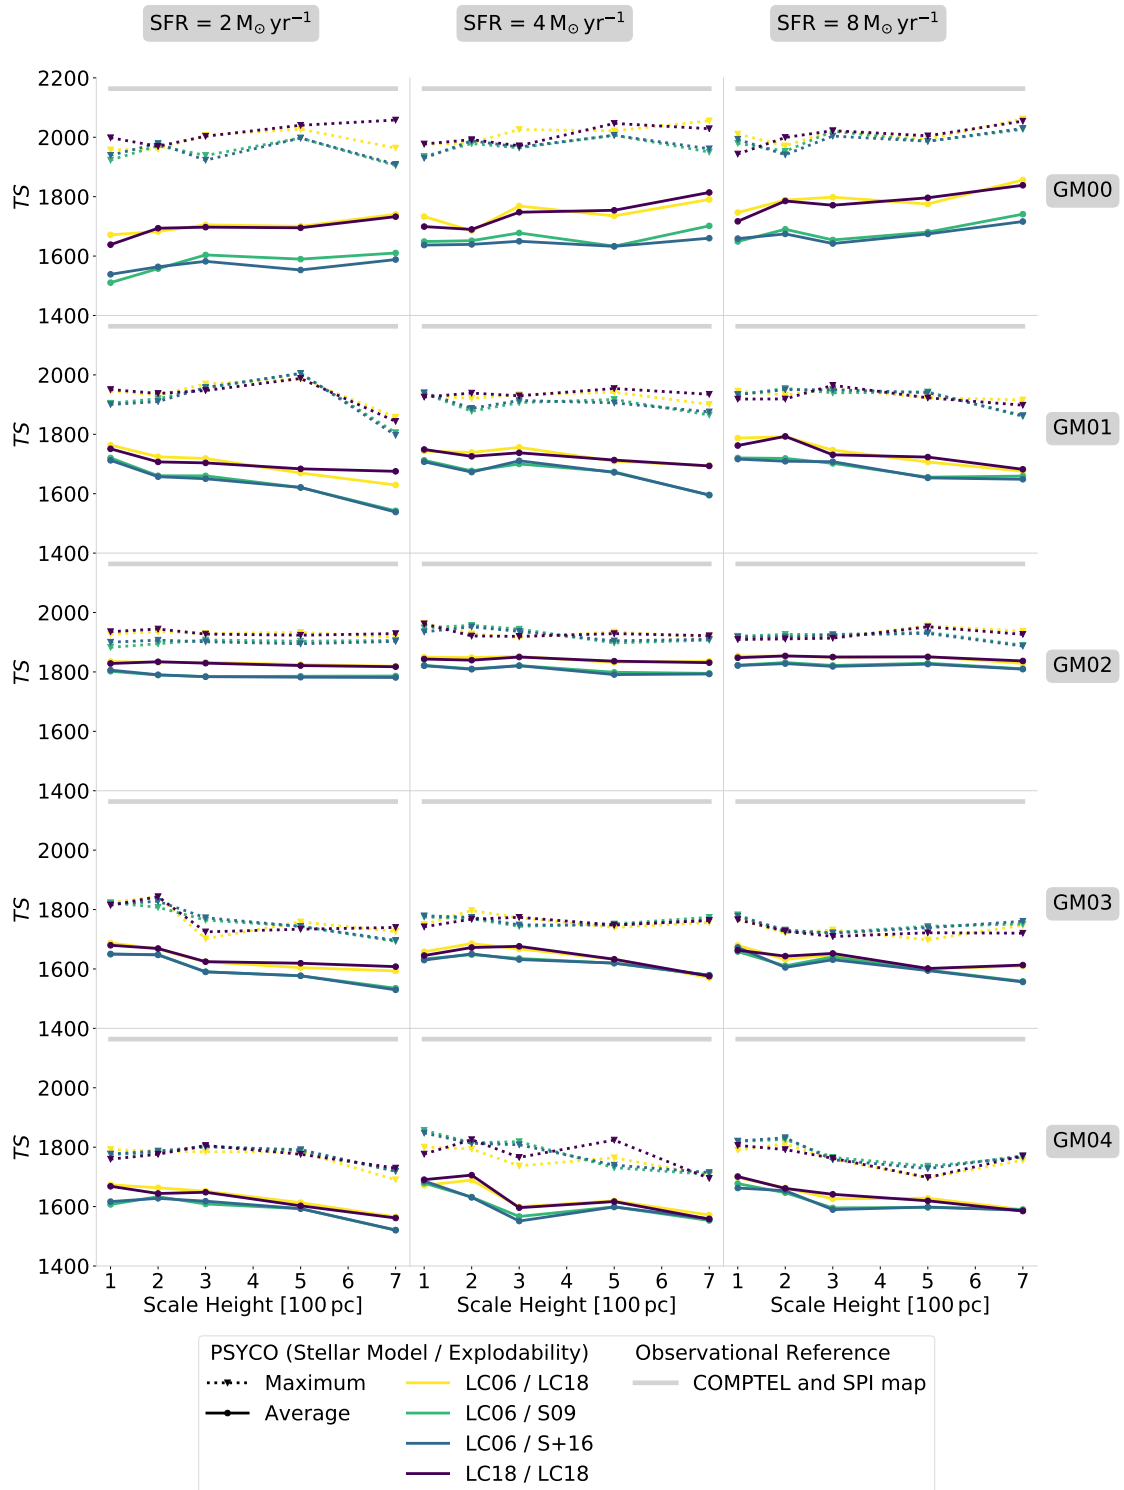 SFR = 2 M⊙ yr−1 SFR = 4 M⊙ yr−1 SFR = 8 M⊙ yr−1
2200
2000
1800
1600
1400
TS
GM00
2000
1800
1600
1400
TS
GM01
2000
1800
1600
1400
TS
GM02
2000
1800
1600
1400
TS
GM03
2000
1800
1600
1400
TS
GM04
1 2 3 4 5 6 7 1 2 3 4 5 6 7 1 2 3 4 5 6 7
Scale Height [100 pc] Scale Height [100 pc] Scale Height [100 pc]
PSYCO (Stellar Model / Explodability) Observational Reference
Maximum LC06 / LC18 COMPTEL and SPI map
Average LC06 / S09
LC06 / S+16
LC18 / LC18